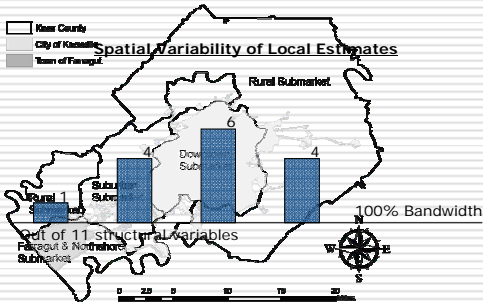 Knox County
City of Knoxville
Town of Farragut
Spatial Variability of Local Estimates
Rural Submarket
6
4
4
1
Submarket
100% Bandwidth
Out of 11 structural variables
Farragut & Northshore
Submarket
N
W
E
S
0 2.5 5 10 15 20